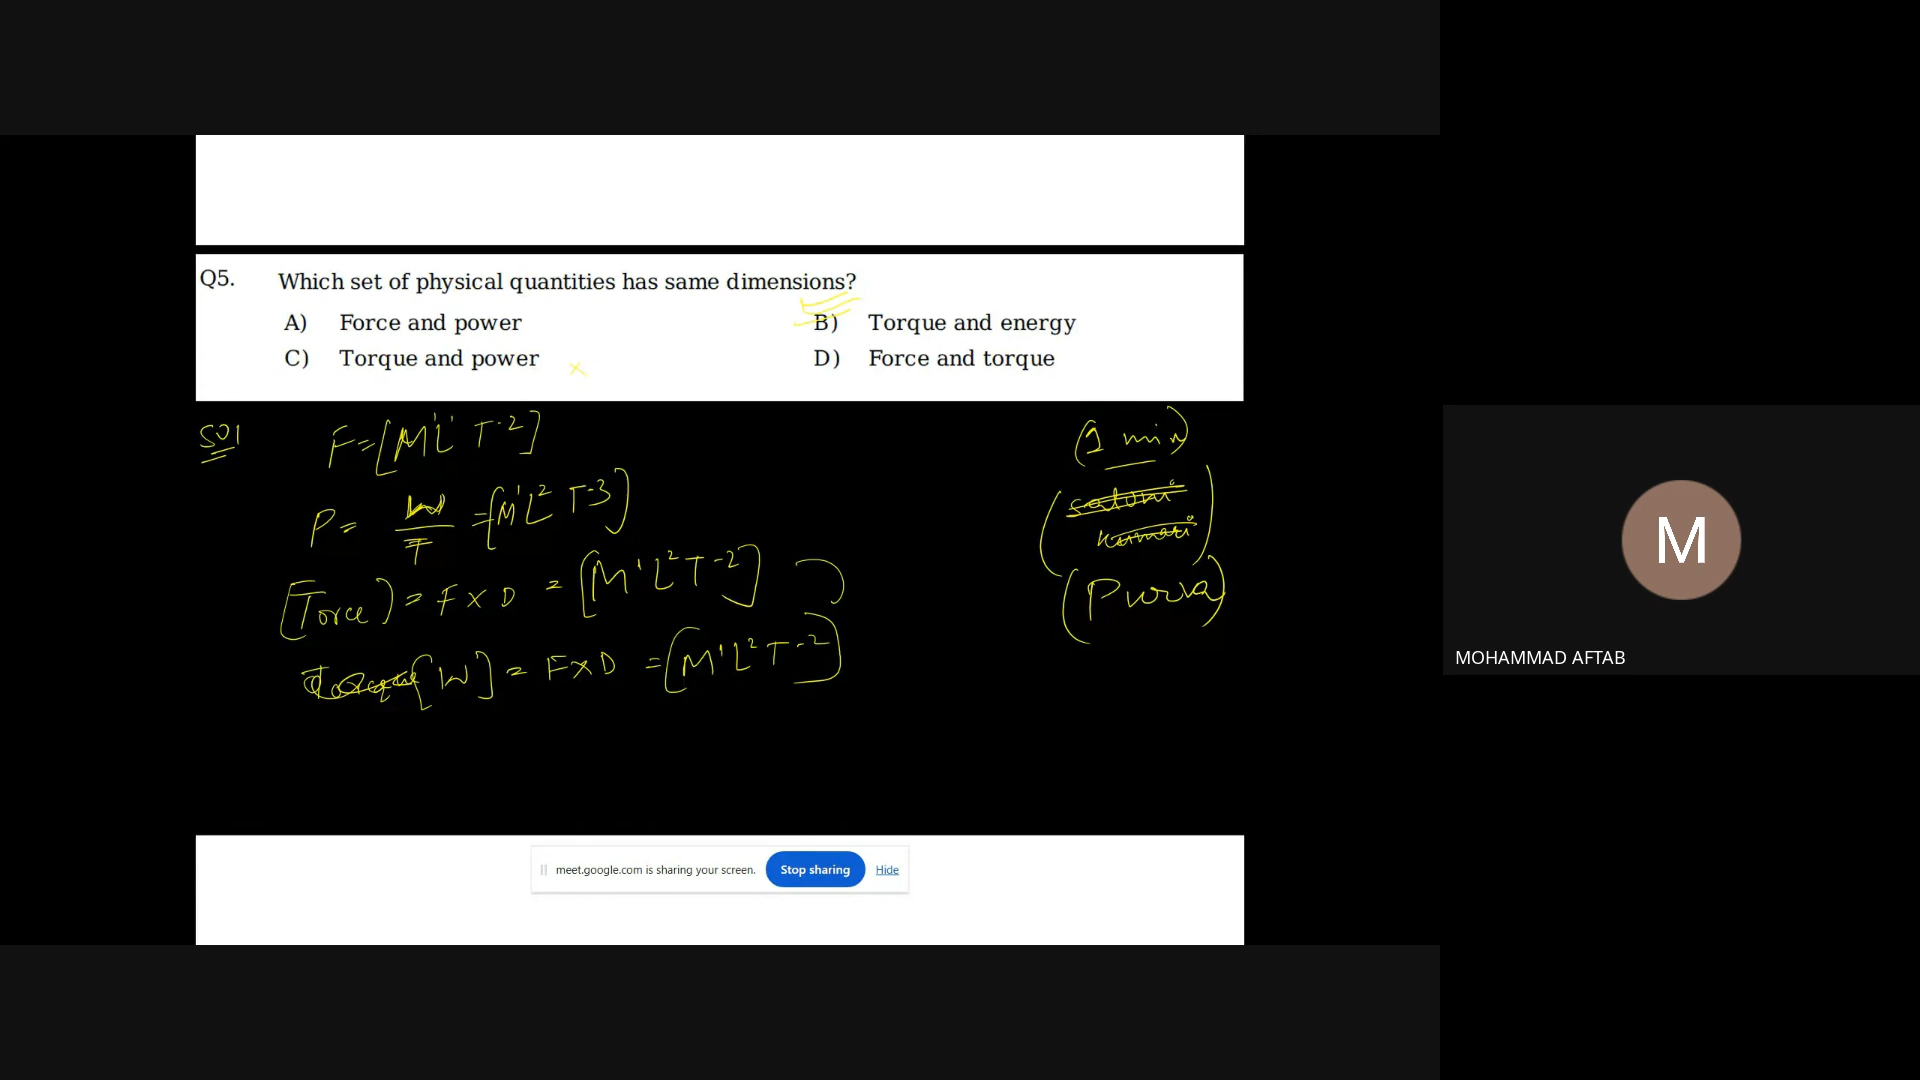 Q5. Which set of physical quantities has same dimensions?
A) Force and power B) Torque and energy
C) Torque and power × D) Force and torque
Sol F=[M¹L¹T-2]
(1 min)
P = W/T =[M¹L² T-3]
[Torce] = F×D = [M¹L²T-2]
(Purva)
[W] = F×D = [M¹L²T-2]
M
MOHAMMAD AFTAB
meet.google.com is sharing your screen. Stop sharing Hide